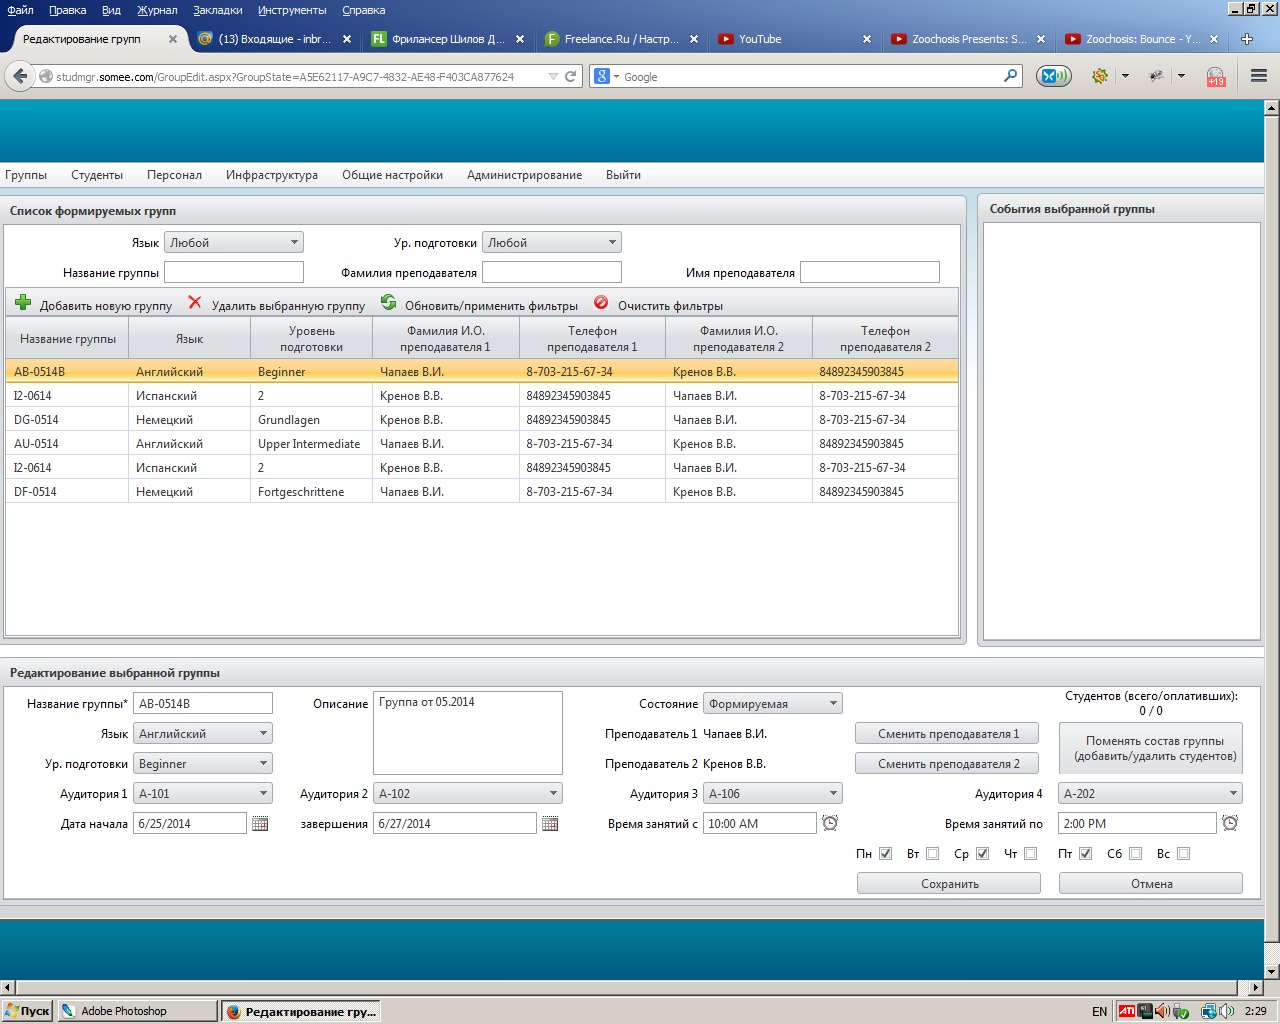 Файл Правка Вид Журнал Закладки Инструменты Справка
Редактирование групп
(13) Входящие - inbr...
Фрилансер Шилов Д...
Freelance.Ru / Настр...
YouTube
Zoochosis Presents: S...
Zoochosis: Bounce - Y...
studmgr.somee.com/GroupEdit.aspx?GroupState=A5E62117-A9C7-4832-AE48-F403CA877624
Google
+19
Группы Студенты Персонал Инфраструктура Общие настройки Администрирование Выйти
Список формируемых групп
События выбранной группы
Язык Любой Ур. подготовки Любой
Название группы Фамилия преподавателя Имя преподавателя
Добавить новую группу Удалить выбранную группу Обновить/применить фильтры Очистить фильтры
Название группы Язык Уровень подготовки Фамилия И.О. преподавателя 1 Телефон преподавателя 1 Фамилия И.О. преподавателя 2 Телефон преподавателя 2
AB-0514B Английский Beginner Чапаев В.И. 8-703-215-67-34 Кренов В.В. 84892345903845
I2-0614 Испанский 2 Кренов В.В. 84892345903845 Чапаев В.И. 8-703-215-67-34
DG-0514 Немецкий Grundlagen Кренов В.В. 84892345903845 Чапаев В.И. 8-703-215-67-34
AU-0514 Английский Upper Intermediate Чапаев В.И. 8-703-215-67-34 Кренов В.В. 84892345903845
I2-0614 Испанский 2 Кренов В.В. 84892345903845 Чапаев В.И. 8-703-215-67-34
DF-0514 Немецкий Fortgeschrittene Чапаев В.И. 8-703-215-67-34 Кренов В.В. 84892345903845
Редактирование выбранной группы
Название группы* AB-0514B Описание Группа от 05.2014 Состояние Формируемая Студентов (всего/оплативших):
0 / 0
Язык Английский Преподаватель 1 Чапаев В.И. Сменить преподавателя 1 Поменять состав группы
(добавить/удалить студентов)
Ур. подготовки Beginner Преподаватель 2 Кренов В.В. Сменить преподавателя 2
Аудитория 1 A-101 Аудитория 2 A-102 Аудитория 3 A-106 Аудитория 4 A-202
Дата начала 6/25/2014 завершения 6/27/2014 Время занятий с 10:00 AM Время занятий по 2:00 PM
Пн Вт Ср Чт Пт Сб Вс
Сохранить Отмена
Пуск Adobe Photoshop Редактирование гру... EN ATI 2:29